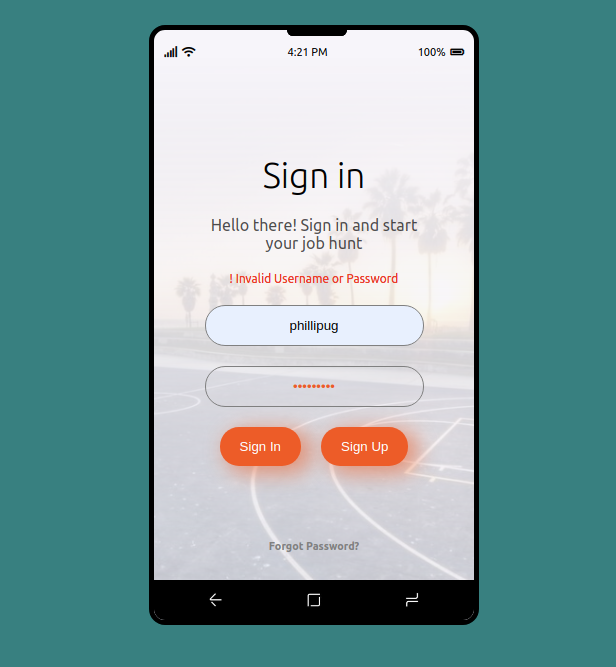 4:21 PM 100%
Sign in
Hello there! Sign in and start
your job hunt
! Invalid Username or Password
phillipug
•••••••••
Sign In Sign Up
Forgot Password?